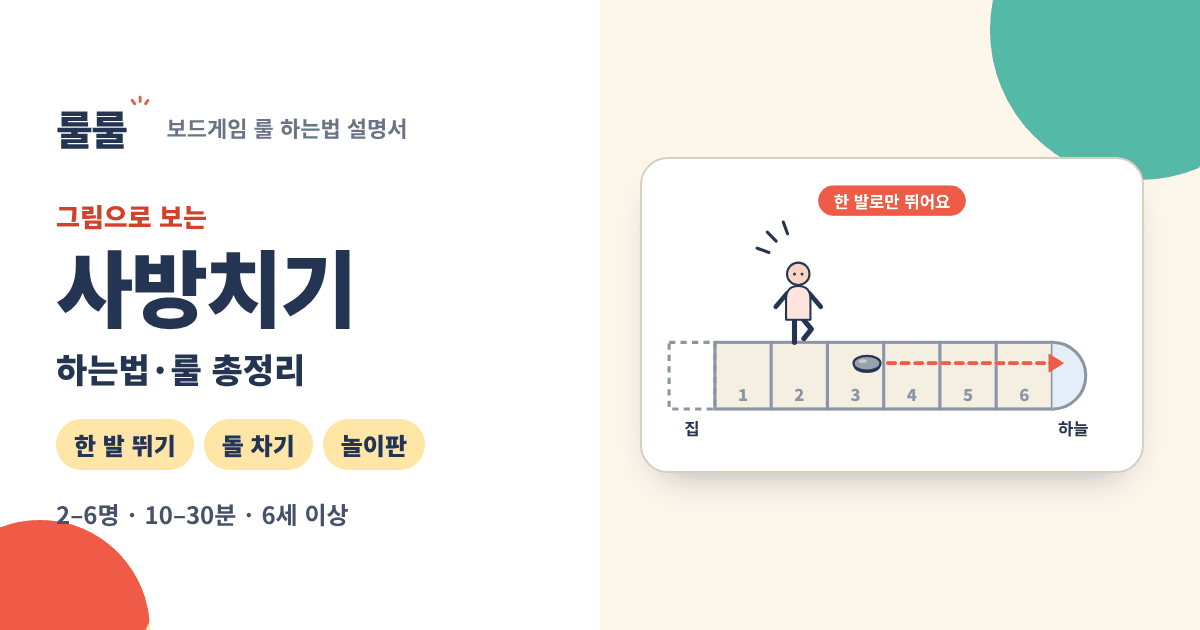 룰룰 보드게임 룰 하는법 설명서
그림으로 보는
사방치기
하는법·룰 총정리
한 발 뛰기 돌 차기 놀이판
2–6명 · 10–30분 · 6세 이상
한 발로만 뛰어요
1 2 3 4 5 6
집 하늘